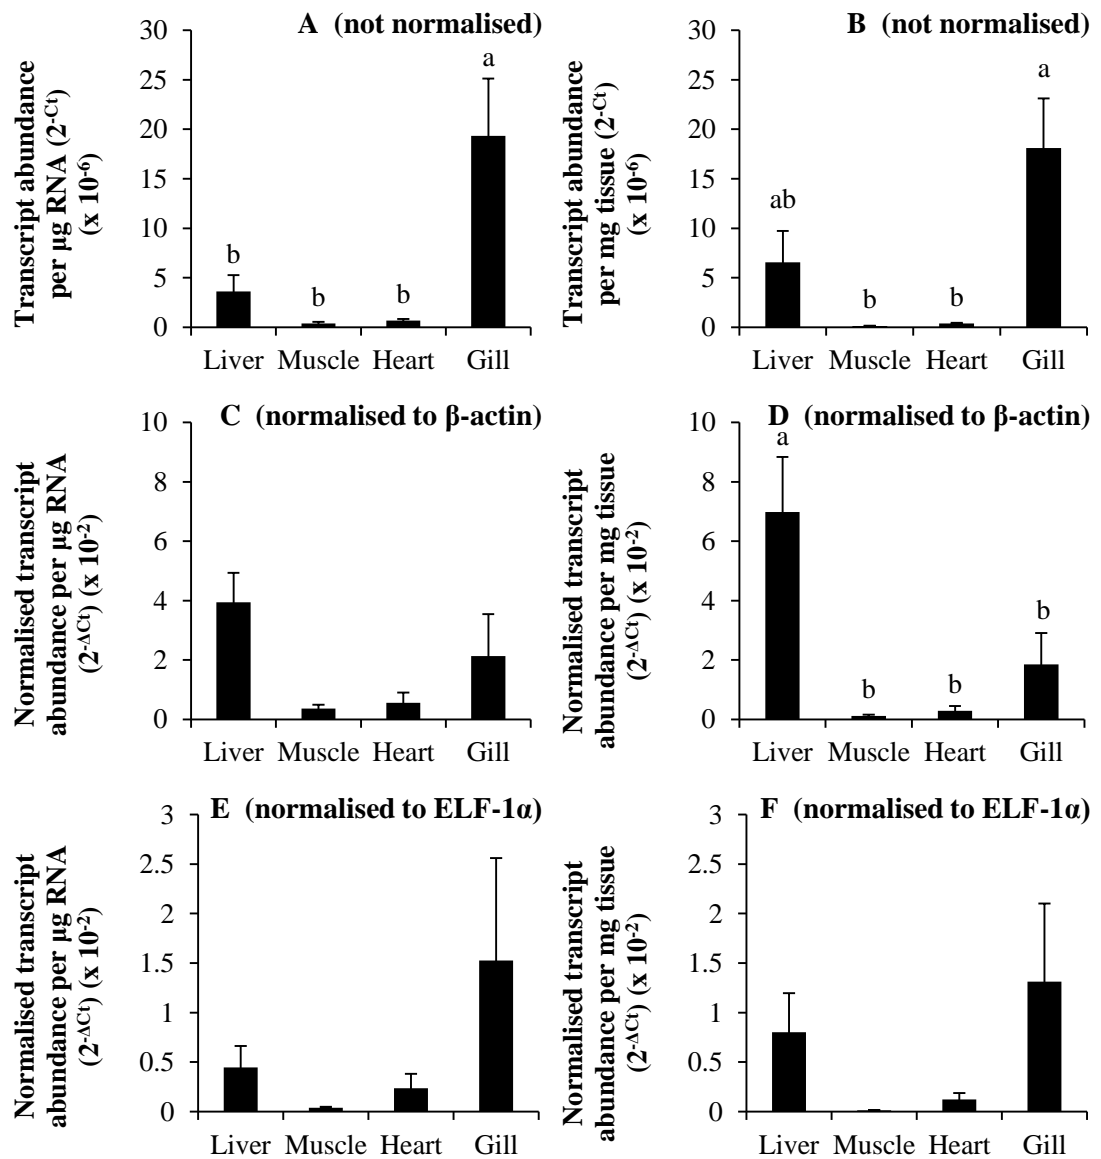 A (not normalised)
Transcript abundance
per µg RNA (2-Ct)
(x 10-6)
30
25
20
15
10
5
0
b
b
b
a
Liver Muscle Heart Gill
B (not normalised)
Transcript abundance
per mg tissue (2-Ct)
(x 10-6)
30
25
20
15
10
5
0
ab
b
b
a
Liver Muscle Heart Gill
C (normalised to β-actin)
Normalised transcript
abundance per µg RNA
(2-ΔCt) (x 10-2)
10
8
6
4
2
0
Liver Muscle Heart Gill
D (normalised to β-actin)
Normalised transcript
abundance per mg tissue
(2-ΔCt) (x 10-2)
10
8
6
4
2
0
a
b
b
b
Liver Muscle Heart Gill
E (normalised to ELF-1α)
Normalised transcript
abundance per µg RNA
(2-ΔCt) (x 10-2)
3
2.5
2
1.5
1
0.5
0
Liver Muscle Heart Gill
F (normalised to ELF-1α)
Normalised transcript
abundance per mg tissue
(2-ΔCt) (x 10-2)
3
2.5
2
1.5
1
0.5
0
Liver Muscle Heart Gill